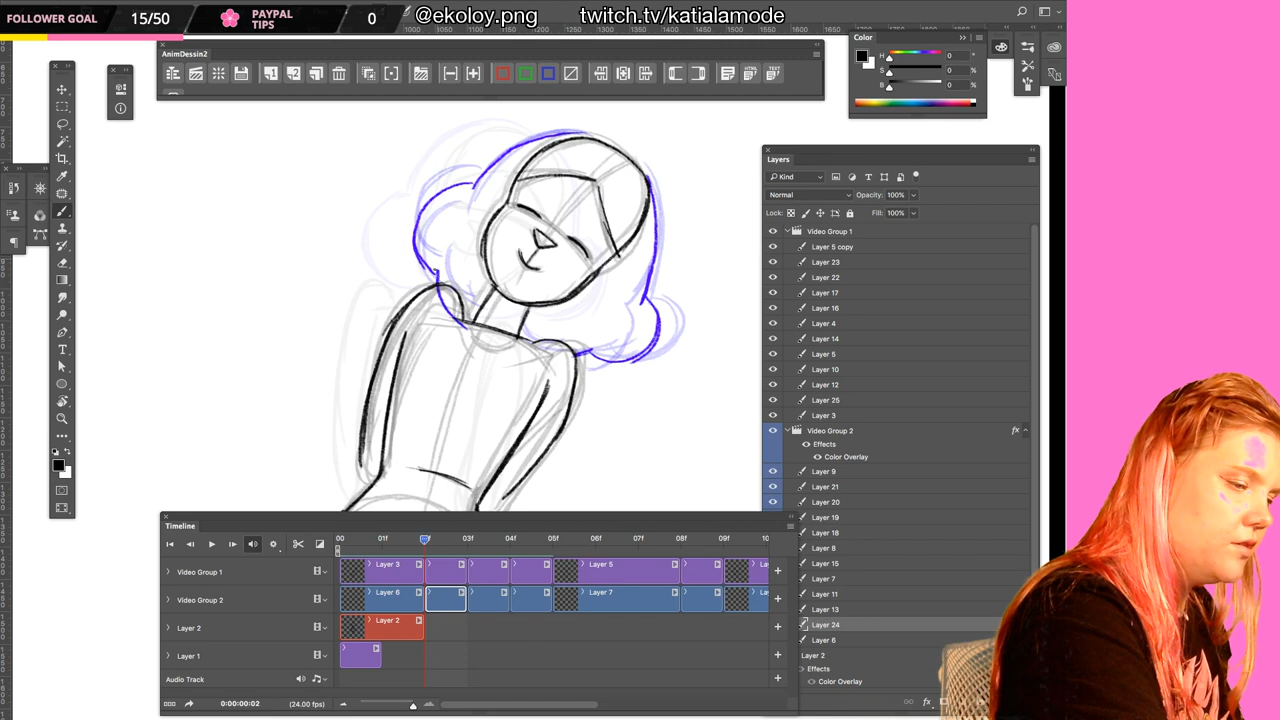 FOLLOWER GOAL 15/50 PAYPAL TIPS 0 @ekoloy.png twitch.tv/katialamode
AnimDessin2
Color
H 0 °
S 0 %
B 0 %
Layers
Kind
Normal Opacity: 100%
Lock: Fill: 100%
Video Group 1
Layer 5 copy
Layer 23
Layer 22
Layer 17
Layer 16
Layer 4
Layer 14
Layer 5
Layer 10
Layer 12
Layer 25
Layer 3
Video Group 2 fx
Effects
Color Overlay
Layer 9
Layer 21
Layer 20
Layer 19
Layer 18
Layer 8
Layer 15
Layer 7
Layer 11
Layer 13
Layer 24
Layer 6
Layer 2
Effects
Color Overlay
Timeline
00 01f 03f 04f 05f 06f 07f 08f 09f 10
Video Group 1 Layer 3 Layer 5
Video Group 2 Layer 6 Layer 7
Layer 2 Layer 2
Layer 1
Audio Track
0:00:00:02 (24.00 fps)